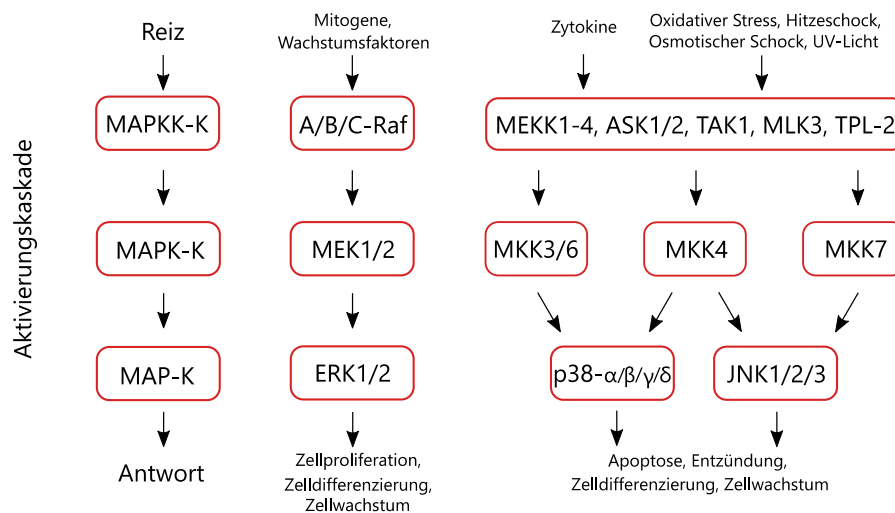 Aktivierungskaskade
Reiz
MAPKK-K
MAPK-K
MAP-K
Antwort
Mitogene,
Wachstumsfaktoren
A/B/C-Raf
MEK1/2
ERK1/2
Zellproliferation,
Zelldifferenzierung,
Zellwachstum
Zytokine
Oxidativer Stress, Hitzeschock,
Osmotischer Schock, UV-Licht
MEKK1-4, ASK1/2, TAK1, MLK3, TPL-2
MKK3/6
MKK4
MKK7
p38-α/β/γ/δ
JNK1/2/3
Apoptose, Entzündung,
Zelldifferenzierung, Zellwachstum